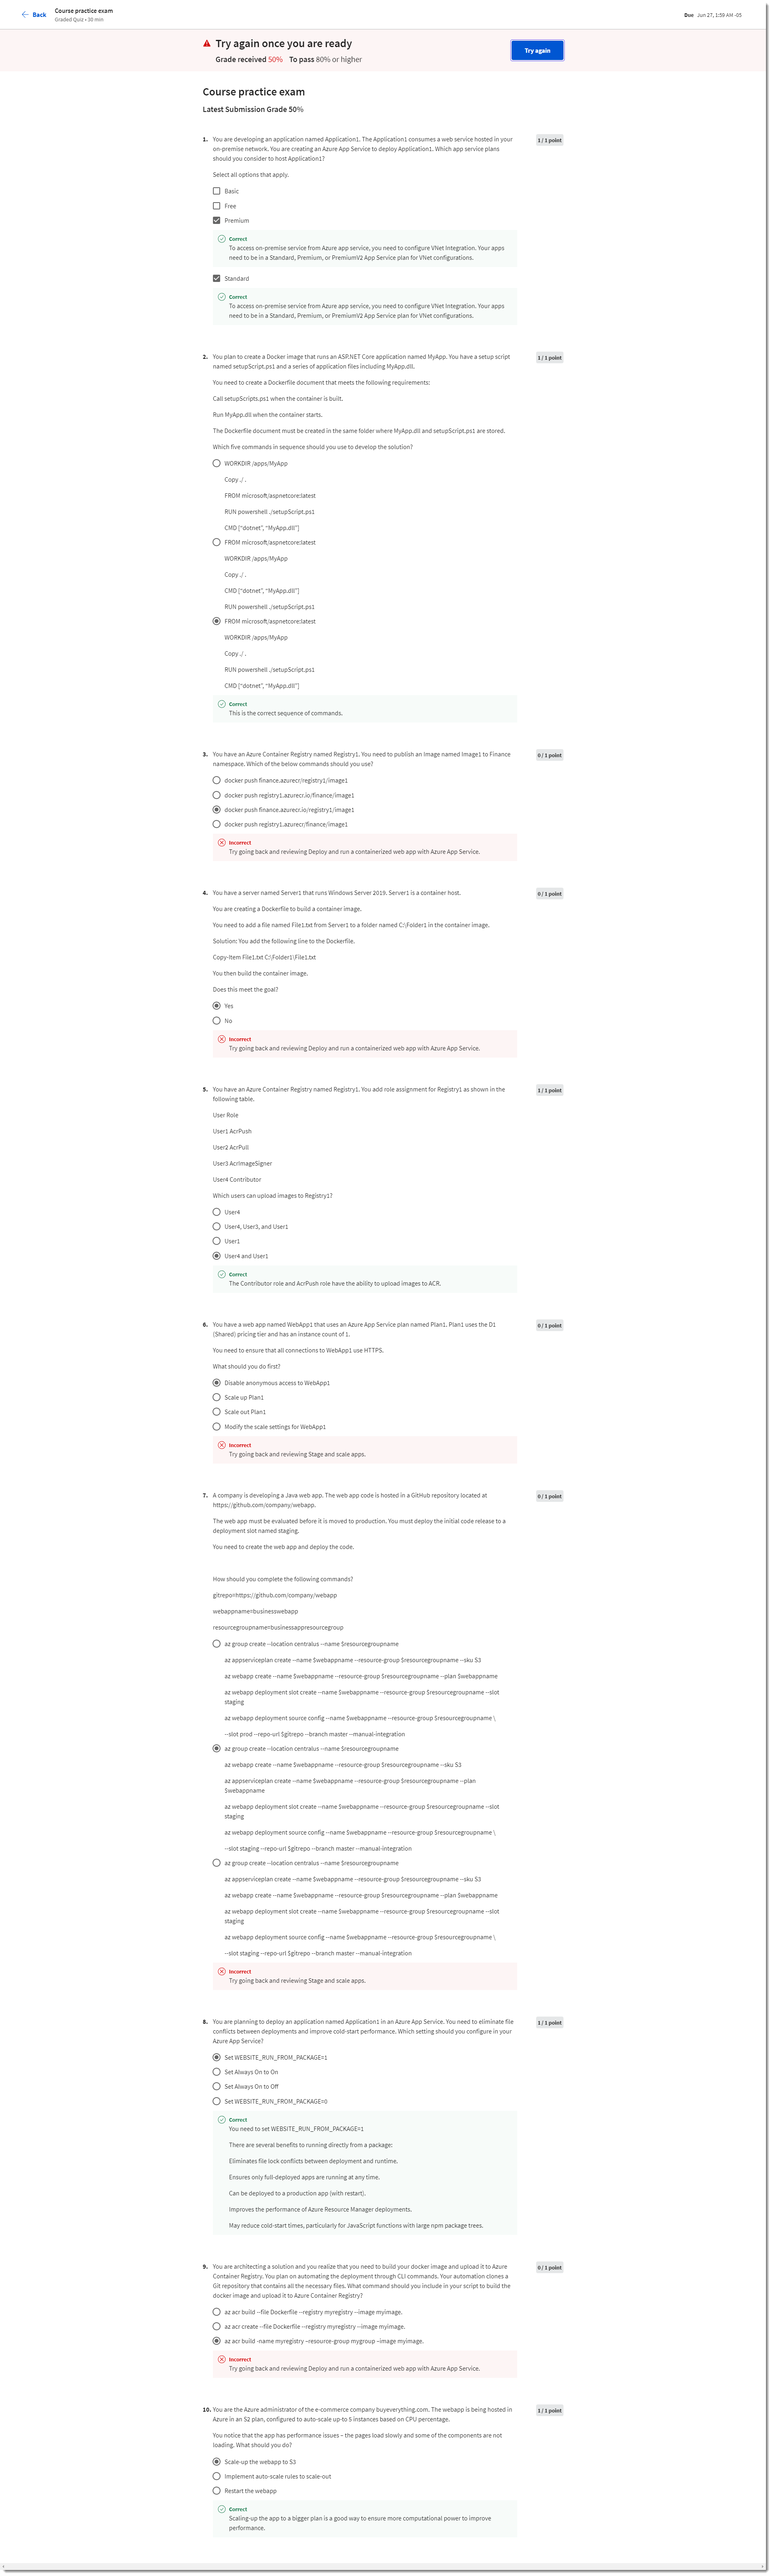 Back
Course practice exam
Graded Quiz • 30 min
Due Jun 27, 1:59 AM -05
Try again once you are ready
Grade received 50% To pass 80% or higher
Try again
Course practice exam
Latest Submission Grade 50%
1. You are developing an application named Application1. The Application1 consumes a web service hosted in your
on-premise network. You are creating an Azure App Service to deploy Application1. Which app service plans
should you consider to host Application1?
1 / 1 point
Select all options that apply.
Basic
Free
Premium
Correct
To access on-premise service from Azure app service, you need to configure VNet Integration. Your apps
need to be in a Standard, Premium, or PremiumV2 App Service plan for VNet configurations.
Standard
Correct
To access on-premise service from Azure app service, you need to configure VNet Integration. Your apps
need to be in a Standard, Premium, or PremiumV2 App Service plan for VNet configurations.
2. You plan to create a Docker image that runs an ASP.NET Core application named MyApp. You have a setup script
named setupScript.ps1 and a series of application files including MyApp.dll.
1 / 1 point
You need to create a Dockerfile document that meets the following requirements:
Call setupScripts.ps1 when the container is built.
Run MyApp.dll when the container starts.
The Dockerfile document must be created in the same folder where MyApp.dll and setupScript.ps1 are stored.
Which five commands in sequence should you use to develop the solution?
WORKDIR /apps/MyApp
Copy ./ .
FROM microsoft/aspnetcore:latest
RUN powershell ./setupScript.ps1
CMD ["dotnet", "MyApp.dll"]
FROM microsoft/aspnetcore:latest
WORKDIR /apps/MyApp
Copy ./ .
CMD ["dotnet", "MyApp.dll"]
RUN powershell ./setupScript.ps1
FROM microsoft/aspnetcore:latest
WORKDIR /apps/MyApp
Copy ./ .
RUN powershell ./setupScript.ps1
CMD ["dotnet", "MyApp.dll"]
Correct
This is the correct sequence of commands.
3. You have an Azure Container Registry named Registry1. You need to publish an Image named Image1 to Finance
namespace. Which of the below commands should you use?
0 / 1 point
docker push finance.azurecr/registry1/image1
docker push registry1.azurecr.io/finance/image1
docker push finance.azurecr.io/registry1/image1
docker push registry1.azurecr/finance/image1
Incorrect
Try going back and reviewing Deploy and run a containerized web app with Azure App Service.
4. You have a server named Server1 that runs Windows Server 2019. Server1 is a container host.
0 / 1 point
You are creating a Dockerfile to build a container image.
You need to add a file named File1.txt from Server1 to a folder named C:\Folder1 in the container image.
Solution: You add the following line to the Dockerfile.
Copy-Item File1.txt C:\Folder1\File1.txt
You then build the container image.
Does this meet the goal?
Yes
No
Incorrect
Try going back and reviewing Deploy and run a containerized web app with Azure App Service.
5. You have an Azure Container Registry named Registry1. You add role assignment for Registry1 as shown in the
following table.
1 / 1 point
User Role
User1 AcrPush
User2 AcrPull
User3 AcrImageSigner
User4 Contributor
Which users can upload images to Registry1?
User4
User4, User3, and User1
User1
User4 and User1
Correct
The Contributor role and AcrPush role have the ability to upload images to ACR.
6. You have a web app named WebApp1 that uses an Azure App Service plan named Plan1. Plan1 uses the D1
(Shared) pricing tier and has an instance count of 1.
0 / 1 point
You need to ensure that all connections to WebApp1 use HTTPS.
What should you do first?
Disable anonymous access to WebApp1
Scale up Plan1
Scale out Plan1
Modify the scale settings for WebApp1
Incorrect
Try going back and reviewing Stage and scale apps.
7. A company is developing a Java web app. The web app code is hosted in a GitHub repository located at
https://github.com/company/webapp.
0 / 1 point
The web app must be evaluated before it is moved to production. You must deploy the initial code release to a
deployment slot named staging.
You need to create the web app and deploy the code.
How should you complete the following commands?
gitrepo=https://github.com/company/webapp
webappname=businesswebapp
resourcegroupname=businessappresourcegroup
az group create --location centralus --name $resourcegroupname
az appserviceplan create --name $webappname --resource-group $resourcegroupname --sku S3
az webapp create --name $webappname --resource-group $resourcegroupname --plan $webappname
az webapp deployment slot create --name $webappname --resource-group $resourcegroupname --slot
staging
az webapp deployment source config --name $webappname --resource-group $resourcegroupname \
--slot prod --repo-url $gitrepo --branch master --manual-integration
az group create --location centralus --name $resourcegroupname
az webapp create --name $webappname --resource-group $resourcegroupname --sku S3
az appserviceplan create --name $webappname --resource-group $resourcegroupname --plan
$webappname
az webapp deployment slot create --name $webappname --resource-group $resourcegroupname --slot
staging
az webapp deployment source config --name $webappname --resource-group $resourcegroupname \
--slot staging --repo-url $gitrepo --branch master --manual-integration
az group create --location centralus --name $resourcegroupname
az appserviceplan create --name $webappname --resource-group $resourcegroupname --sku S3
az webapp create --name $webappname --resource-group $resourcegroupname --plan $webappname
az webapp deployment slot create --name $webappname --resource-group $resourcegroupname --slot
staging
az webapp deployment source config --name $webappname --resource-group $resourcegroupname \
--slot staging --repo-url $gitrepo --branch master --manual-integration
Incorrect
Try going back and reviewing Stage and scale apps.
8. You are planning to deploy an application named Application1 in an Azure App Service. You need to eliminate file
conflicts between deployments and improve cold-start performance. Which setting should you configure in your
Azure App Service?
1 / 1 point
Set WEBSITE_RUN_FROM_PACKAGE=1
Set Always On to On
Set Always On to Off
Set WEBSITE_RUN_FROM_PACKAGE=0
Correct
You need to set WEBSITE_RUN_FROM_PACKAGE=1
There are several benefits to running directly from a package:
Eliminates file lock conflicts between deployment and runtime.
Ensures only full-deployed apps are running at any time.
Can be deployed to a production app (with restart).
Improves the performance of Azure Resource Manager deployments.
May reduce cold-start times, particularly for JavaScript functions with large npm package trees.
9. You are architecting a solution and you realize that you need to build your docker image and upload it to Azure
Container Registry. You plan on automating the deployment through CLI commands. Your automation clones a
Git repository that contains all the necessary files. What command should you include in your script to build the
docker image and upload it to Azure Container Registry?
0 / 1 point
az acr build --file Dockerfile --registry myregistry --image myimage.
az acr create --file Dockerfile --registry myregistry --image myimage.
az acr build -name myregistry –resource-group mygroup –image myimage.
Incorrect
Try going back and reviewing Deploy and run a containerized web app with Azure App Service.
10. You are the Azure administrator of the e-commerce company buyeverything.com. The webapp is being hosted in
Azure in an S2 plan, configured to auto-scale up-to 5 instances based on CPU percentage.
1 / 1 point
You notice that the app has performance issues – the pages load slowly and some of the components are not
loading. What should you do?
Scale-up the webapp to S3
Implement auto-scale rules to scale-out
Restart the webapp
Correct
Scaling-up the app to a bigger plan is a good way to ensure more computational power to improve
performance.